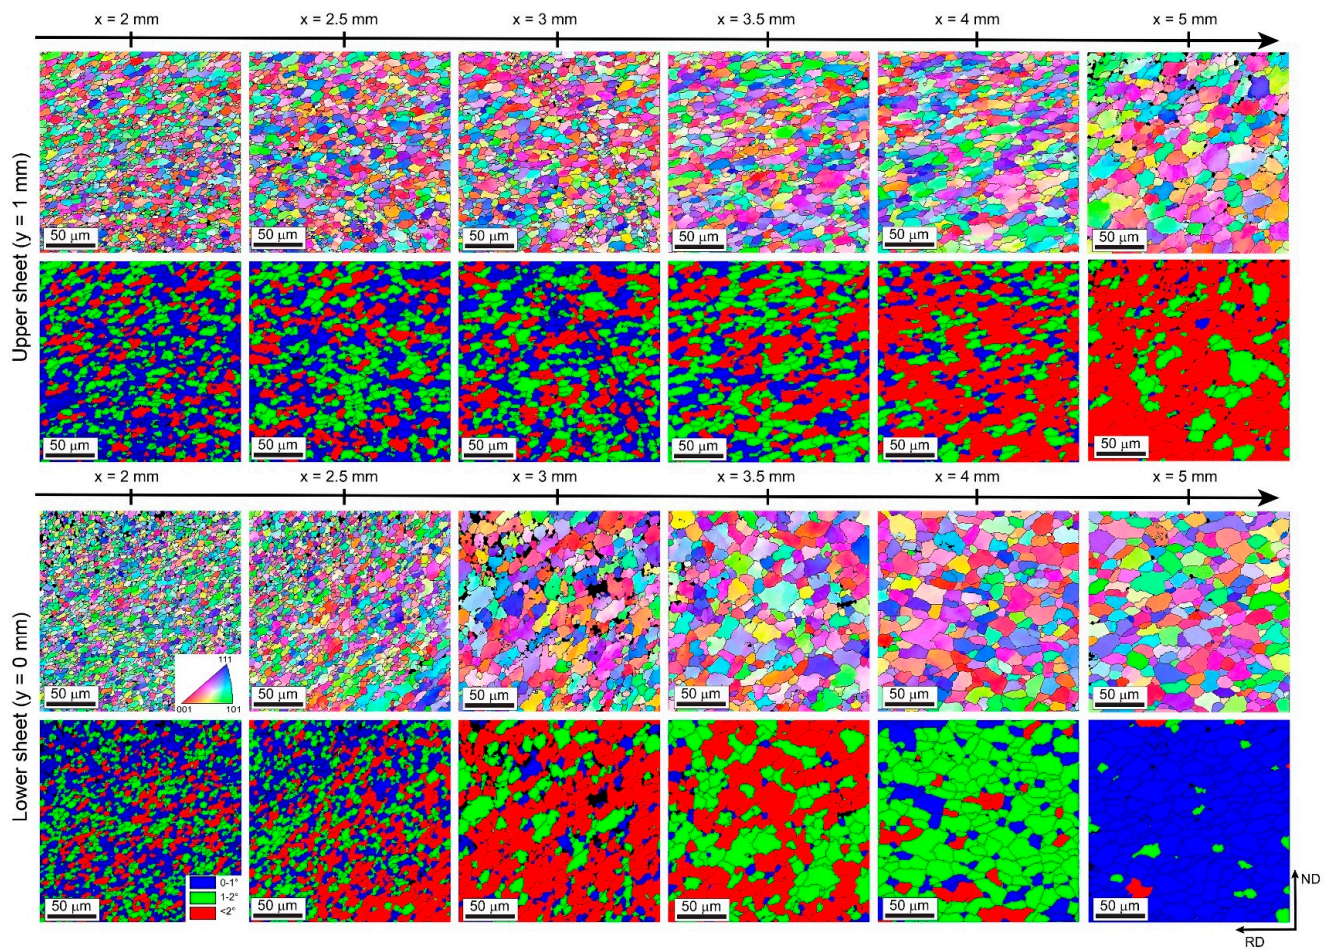 x = 2 mm x = 2.5 mm x = 3 mm x = 3.5 mm x = 4 mm x = 5 mm
Upper sheet (y = 1 mm)
50 μm 50 μm 50 μm 50 μm 50 μm 50 μm
50 μm 50 μm 50 μm 50 μm 50 μm 50 μm
x = 2 mm x = 2.5 mm x = 3 mm x = 3.5 mm x = 4 mm x = 5 mm
Lower sheet (y = 0 mm)
111
001 101
50 μm 50 μm 50 μm 50 μm 50 μm 50 μm
0-1°
1-2°
<2°
50 μm 50 μm 50 μm 50 μm 50 μm 50 μm
ND
RD